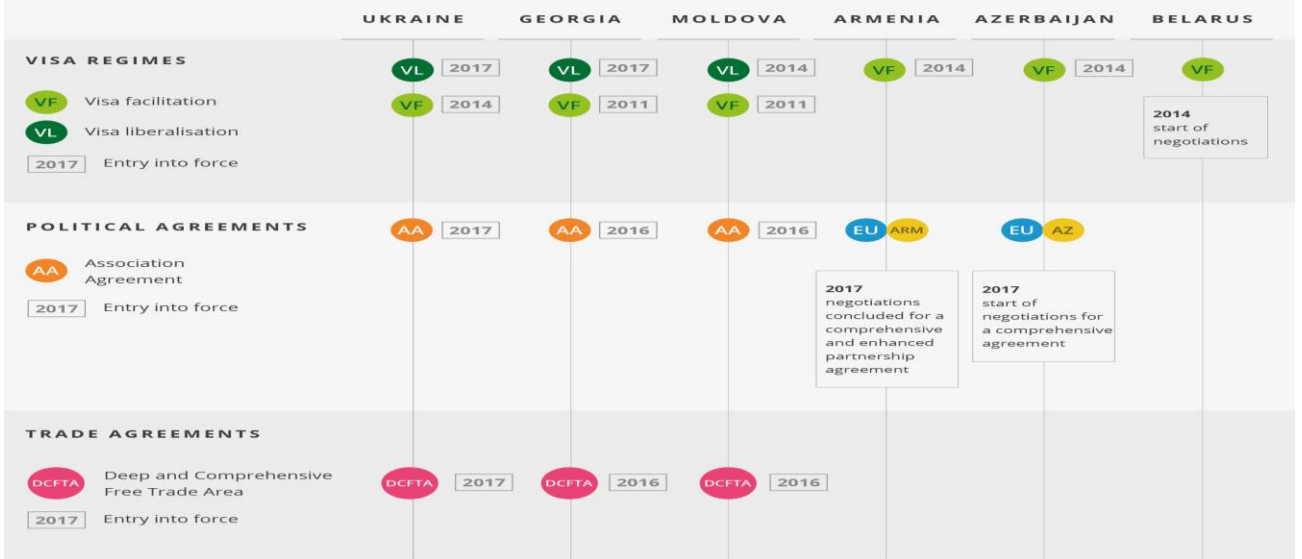 UKRAINE GEORGIA MOLDOVA ARMENIA AZERBAIJAN BELARUS
VISA REGIMES
VL 2017 VL 2017 VL 2014 VF 2014 VF 2014 VF
VF Visa facilitation
VF 2014 VF 2011 VF 2011
VL Visa liberalisation
2017 Entry into force
2014
start of
negotiations
POLITICAL AGREEMENTS
AA 2017 AA 2016 AA 2016 EU ARM EU AZ
AA Association
Agreement
2017 Entry into force
2017
negotiations
concluded for a
comprehensive
and enhanced
partnership
agreement
2017
start of
negotiations for
a comprehensive
agreement
TRADE AGREEMENTS
DCFTA Deep and Comprehensive
Free Trade Area
DCFTA 2017 DCFTA 2016 DCFTA 2016
2017 Entry into force